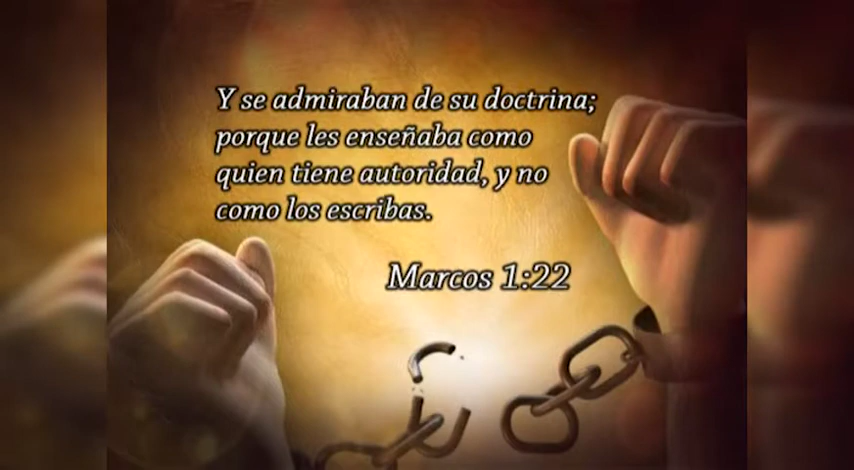 Y se admiraban de su doctrina;
porque les enseñaba como
quien tiene autoridad, y no
como los escribas.
Marcos 1:22